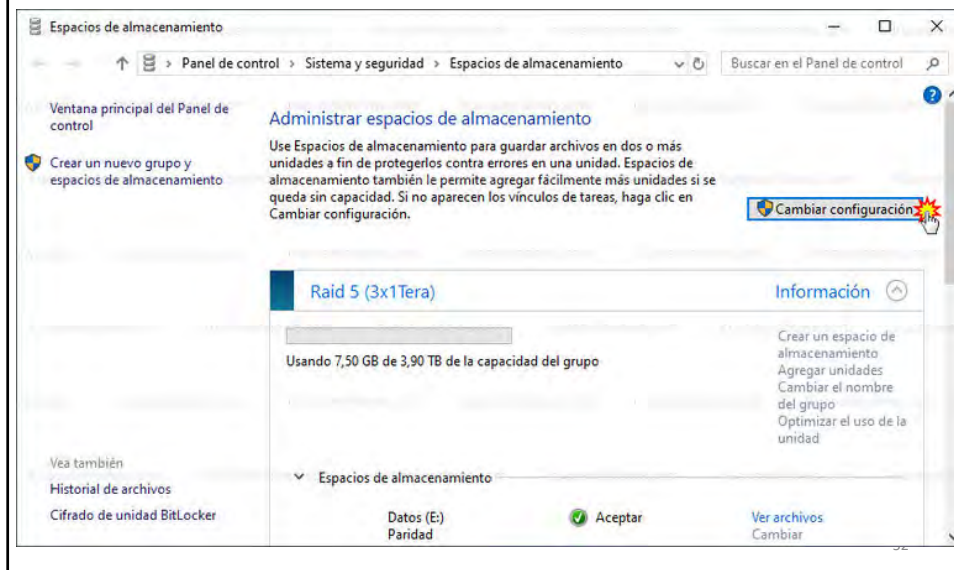 Espacios de almacenamiento
Panel de control > Sistema y seguridad > Espacios de almacenamiento
Buscar en el Panel de control
Ventana principal del Panel de
control
Crear un nuevo grupo y
espacios de almacenamiento
Administrar espacios de almacenamiento
Use Espacios de almacenamiento para guardar archivos en dos o más
unidades a fin de protegerlos contra errores en una unidad. Espacios de
almacenamiento también le permite agregar fácilmente más unidades si se
queda sin capacidad. Si no aparecen los vínculos de tareas, haga clic en
Cambiar configuración.
Cambiar configuración
Raid 5 (3x1Tera)
Información
Usando 7,50 GB de 3,90 TB de la capacidad del grupo
Crear un espacio de
almacenamiento
Agregar unidades
Cambiar el nombre
del grupo
Optimizar el uso de la
unidad
Vea también
Historial de archivos
Cifrado de unidad BitLocker
Espacios de almacenamiento
Datos (E:)
Paridad
Aceptar
Ver archivos
Cambiar